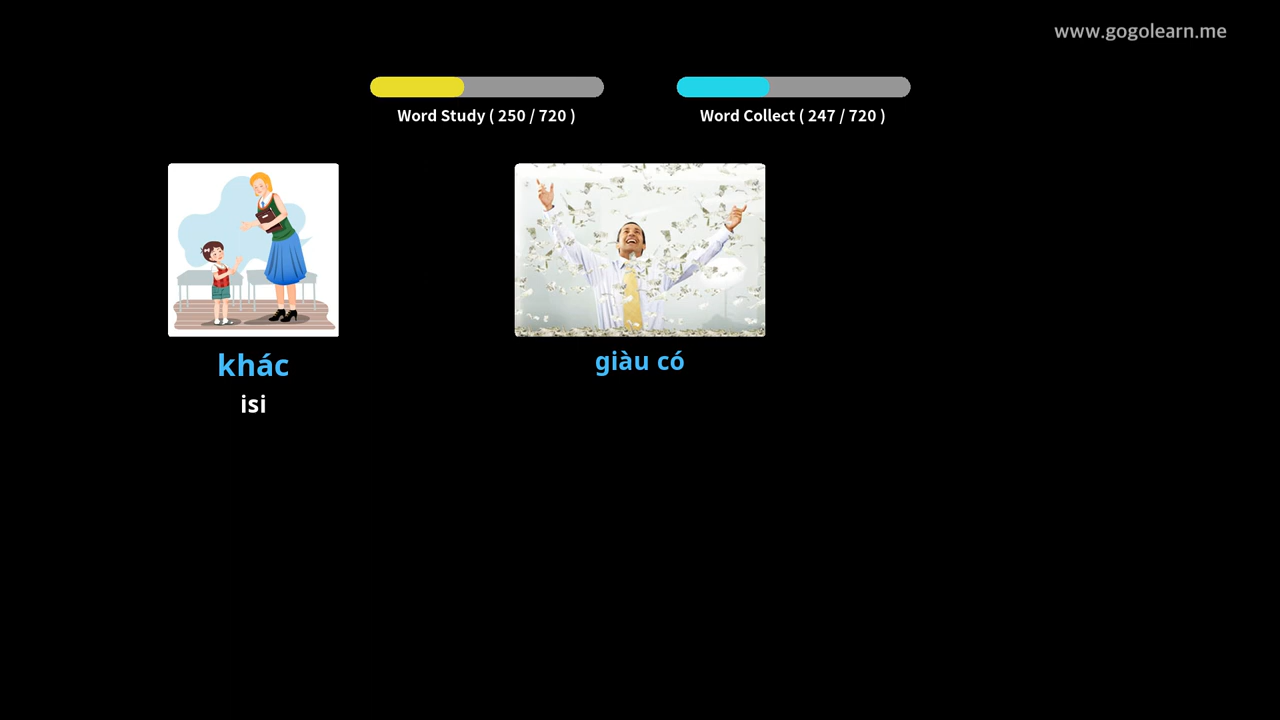 www.gogolearn.me
Word Study ( 250 / 720 )
Word Collect ( 247 / 720 )
khác
isi
giàu có